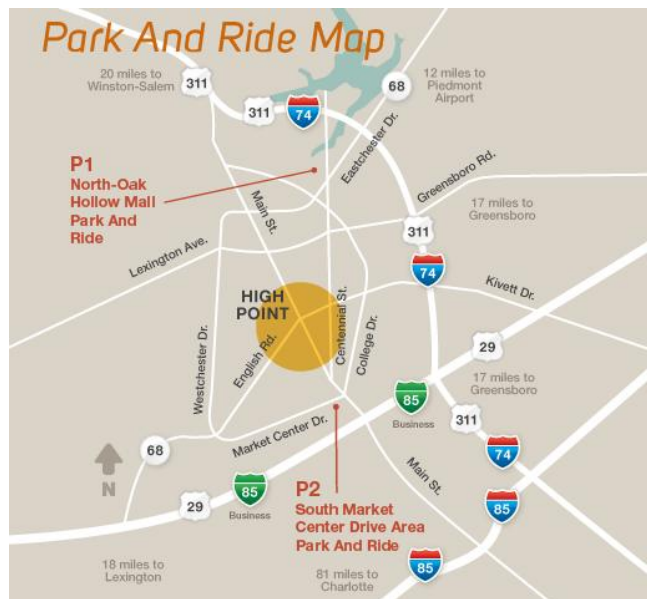 Park And Ride Map
20 miles to
Winston-Salem
311
12 miles to
Piedmont
Airport
68
311
74
P1
North-Oak
Hollow Mall
Park And
Ride
Eastchester Dr.
Greensboro Rd.
Main St.
17 miles to
Greensboro
311
Lexington Ave.
74
Kivett Dr.
HIGH
POINT
Centennial St.
College Dr.
English Rd.
Westchester Dr.
29
17 miles to
Greensboro
85
Business
311
Market Center Dr.
68
74
N
Main St.
85
Business
29
P2
South Market
Center Drive Area
Park And Ride
85
18 miles to
Lexington
81 miles to
Charlotte
85